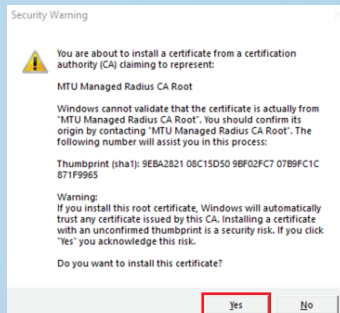 Security Warning
You are about to install a certificate from a certification
authority (CA) claiming to represent:
MTU Managed Radius CA Root
Windows cannot validate that the certificate is actually from
"MTU Managed Radius CA Root". You should confirm its
origin by contacting "MTU Managed Radius CA Root". The
following number will assist you in this process:
Thumbprint (sha1): 9EBA2821 08C15D50 9BF02FC7 07B9FC1C
871F9965
Warning:
If you install this root certificate, Windows will automatically
trust any certificate issued by this CA. Installing a certificate
with an unconfirmed thumbprint is a security risk. If you click
"Yes" you acknowledge this risk.
Do you want to install this certificate?
Yes No